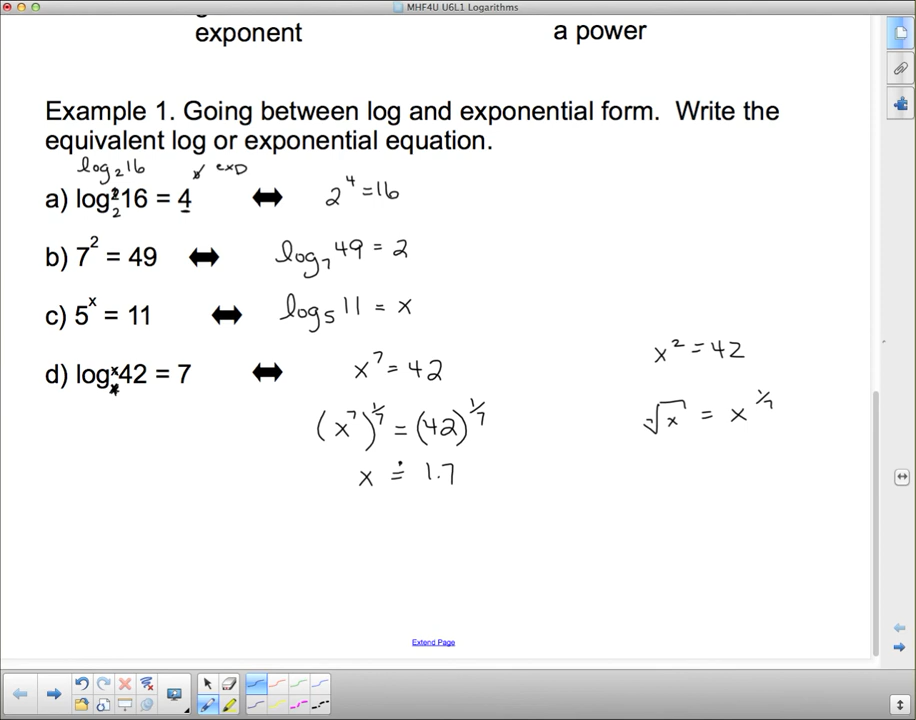 MHF4U U6L1 Logarithms
exponent a power
Example 1. Going between log and exponential form. Write the
equivalent log or exponential equation.
log₂16 exp
a) log₂16 = 4 ⬌ 2⁴ = 16
b) 7² = 49 ⬌ log₇ 49 = 2
c) 5ˣ = 11 ⬌ log₅ 11 = x
x² = 42
d) logₓ42 = 7 ⬌ x⁷ = 42
√x = x^(1/7)
(x⁷)^(1/7) = (42)^(1/7)
x ≐ 1.7
Extend Page